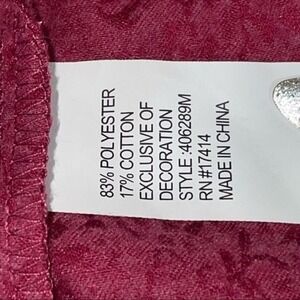 83% POLYESTER
17% COTTON
EXCLUSIVE OF
DECORATION
STYLE :406289M
RN#17414
MADE IN CHINA